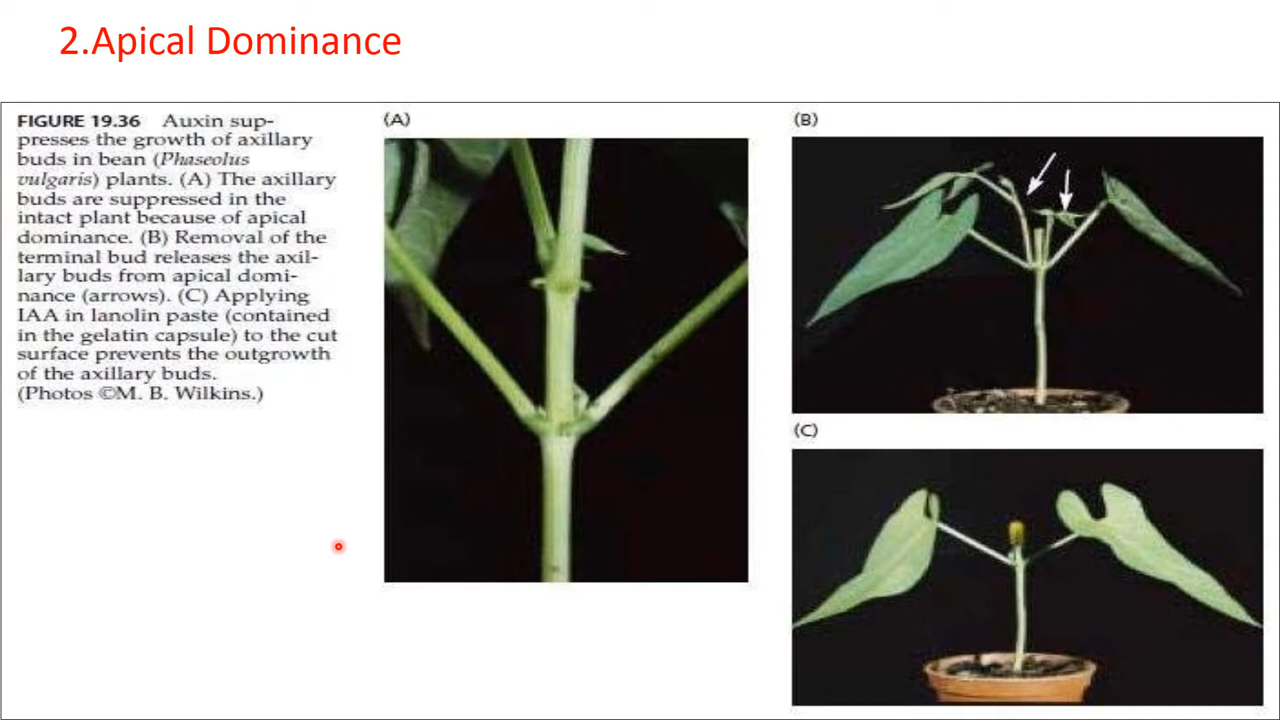 2.Apical Dominance
FIGURE 19.36 Auxin sup-
presses the growth of axillary
buds in bean (Phaseolus
vulgaris) plants. (A) The axillary
buds are suppressed in the
intact plant because of apical
dominance. (B) Removal of the
terminal bud releases the axil-
lary buds from apical domi-
nance (arrows). (C) Applying
IAA in lanolin paste (contained
in the gelatin capsule) to the cut
surface prevents the outgrowth
of the axillary buds.
(Photos ©M. B. Wilkins.)
(A)
(B)
(C)